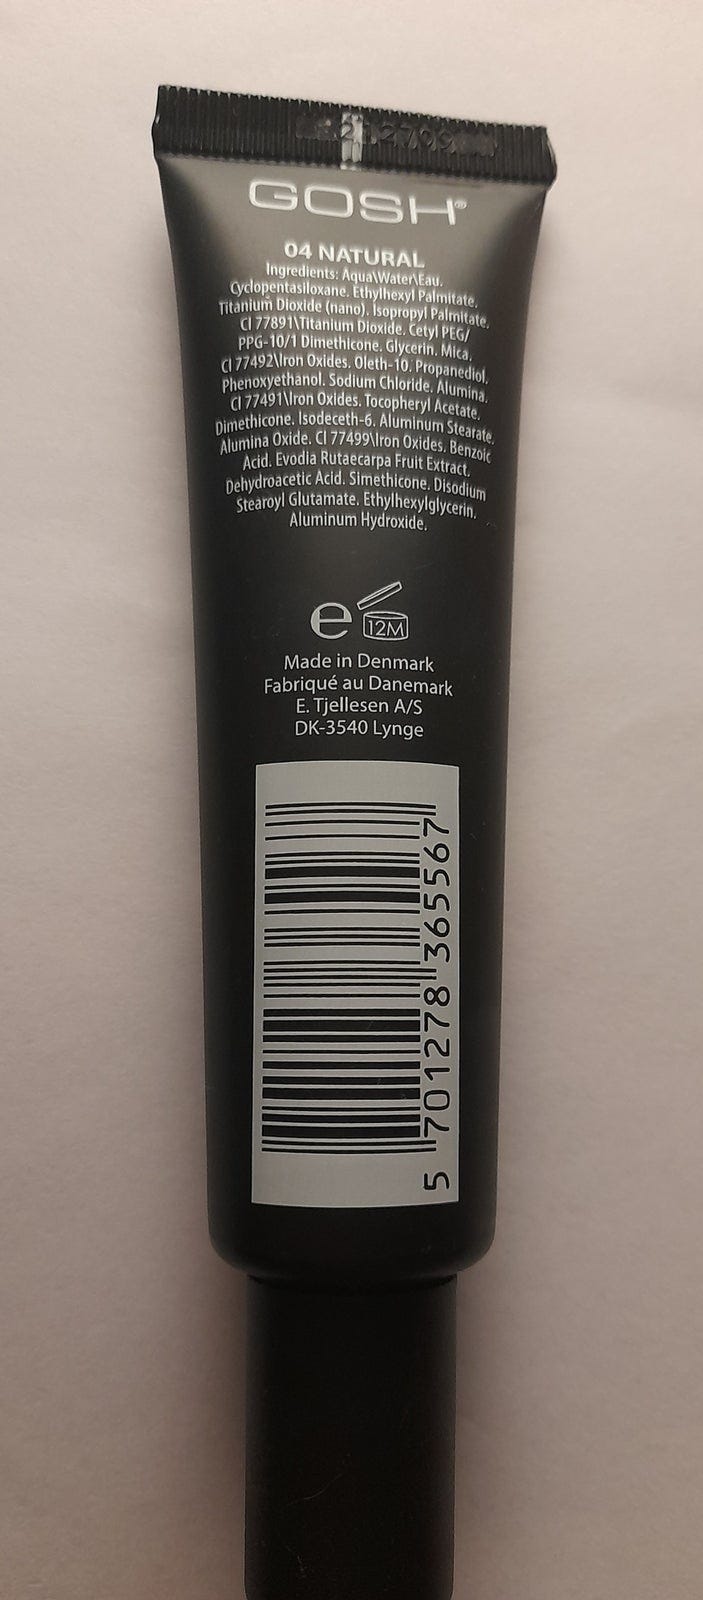 GOSH®
04 NATURAL
Ingredients: Aqua\Water\Eau.
Cyclopentasiloxane. Ethylhexyl Palmitate.
Titanium Dioxide (nano). Isopropyl Palmitate.
CI 77891\Titanium Dioxide. Cetyl PEG/
PPG-10/1 Dimethicone. Glycerin. Mica.
CI 77492\Iron Oxides. Oleth-10. Propanediol.
Phenoxyethanol. Sodium Chloride. Alumina.
CI 77491\Iron Oxides. Tocopheryl Acetate.
Dimethicone. Isodeceth-6. Aluminum Stearate.
Alumina Oxide. CI 77499\Iron Oxides. Benzoic
Acid. Evodia Rutaecarpa Fruit Extract.
Dehydroacetic Acid. Simethicone. Disodium
Stearoyl Glutamate. Ethylhexylglycerin.
Aluminum Hydroxide.
e 12M
Made in Denmark
Fabriqué au Danemark
E. Tjellesen A/S
DK-3540 Lynge
5 701278 365567